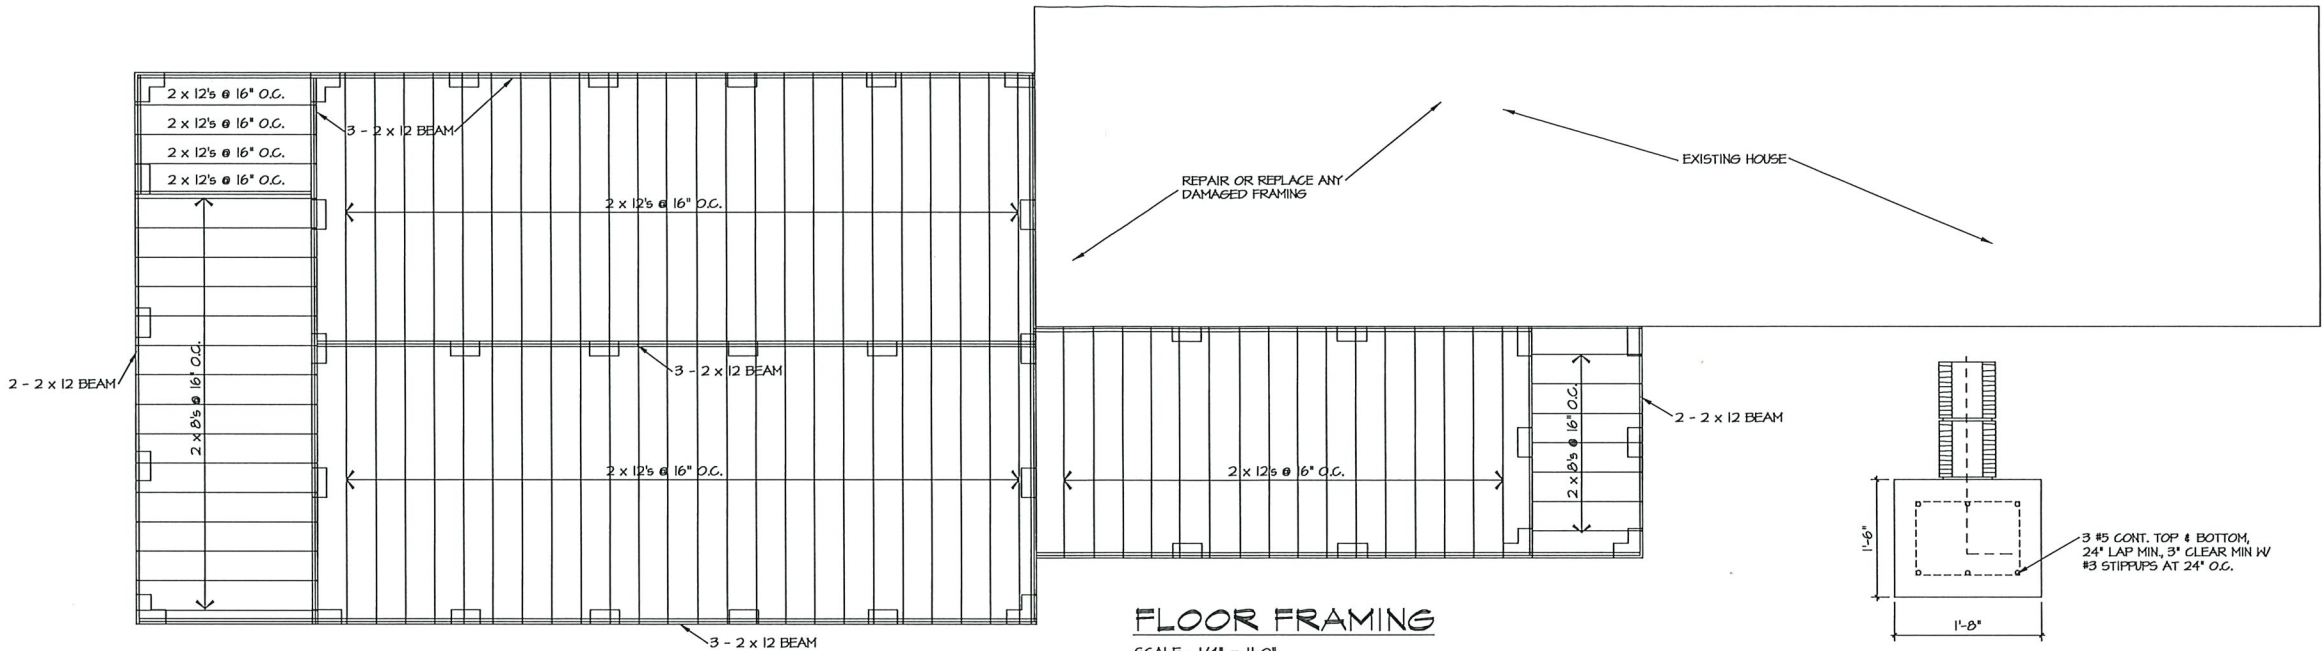 2 x 12's @ 16" O.C.
2 x 12's @ 16" O.C.
2 x 12's @ 16" O.C.
2 x 12's @ 16" O.C.
3 - 2 x 12 BEAM
2 x 12's @ 16" O.C.
REPAIR OR REPLACE ANY
DAMAGED FRAMING
EXISTING HOUSE
2 - 2 x 12 BEAM
2 x 8's @ 16" O.C.
3 - 2 x 12 BEAM
2 x 12's @ 16" O.C.
2 x 12's @ 16" O.C.
2 x 8's @ 16" O.C.
2 - 2 x 12 BEAM
3 - 2 x 12 BEAM
FLOOR FRAMING
1'-6"
3 #5 CONT. TOP & BOTTOM,
24" LAP MIN., 3" CLEAR MIN W/
#3 STIPPUPS AT 24" O.C.
1'-8"